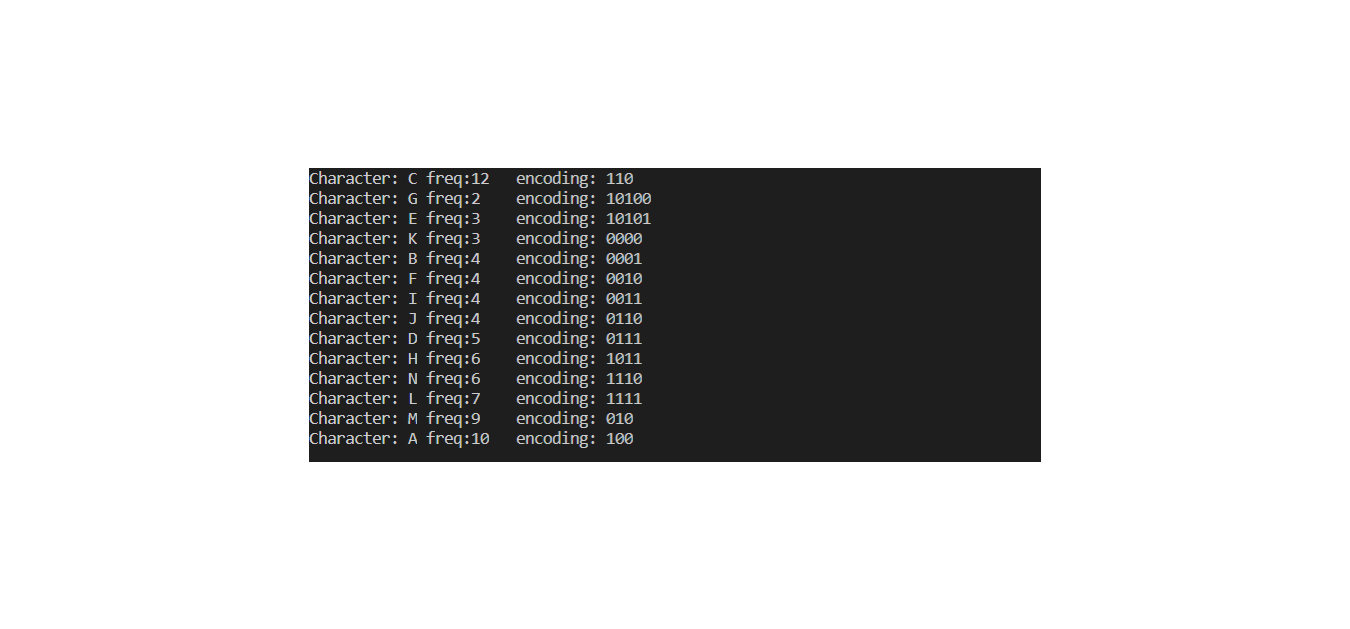 Character: C freq:12   encoding: 110
Character: G freq:2    encoding: 10100
Character: E freq:3    encoding: 10101
Character: K freq:3    encoding: 0000
Character: B freq:4    encoding: 0001
Character: F freq:4    encoding: 0010
Character: I freq:4    encoding: 0011
Character: J freq:4    encoding: 0110
Character: D freq:5    encoding: 0111
Character: H freq:6    encoding: 1011
Character: N freq:6    encoding: 1110
Character: L freq:7    encoding: 1111
Character: M freq:9    encoding: 010
Character: A freq:10   encoding: 100